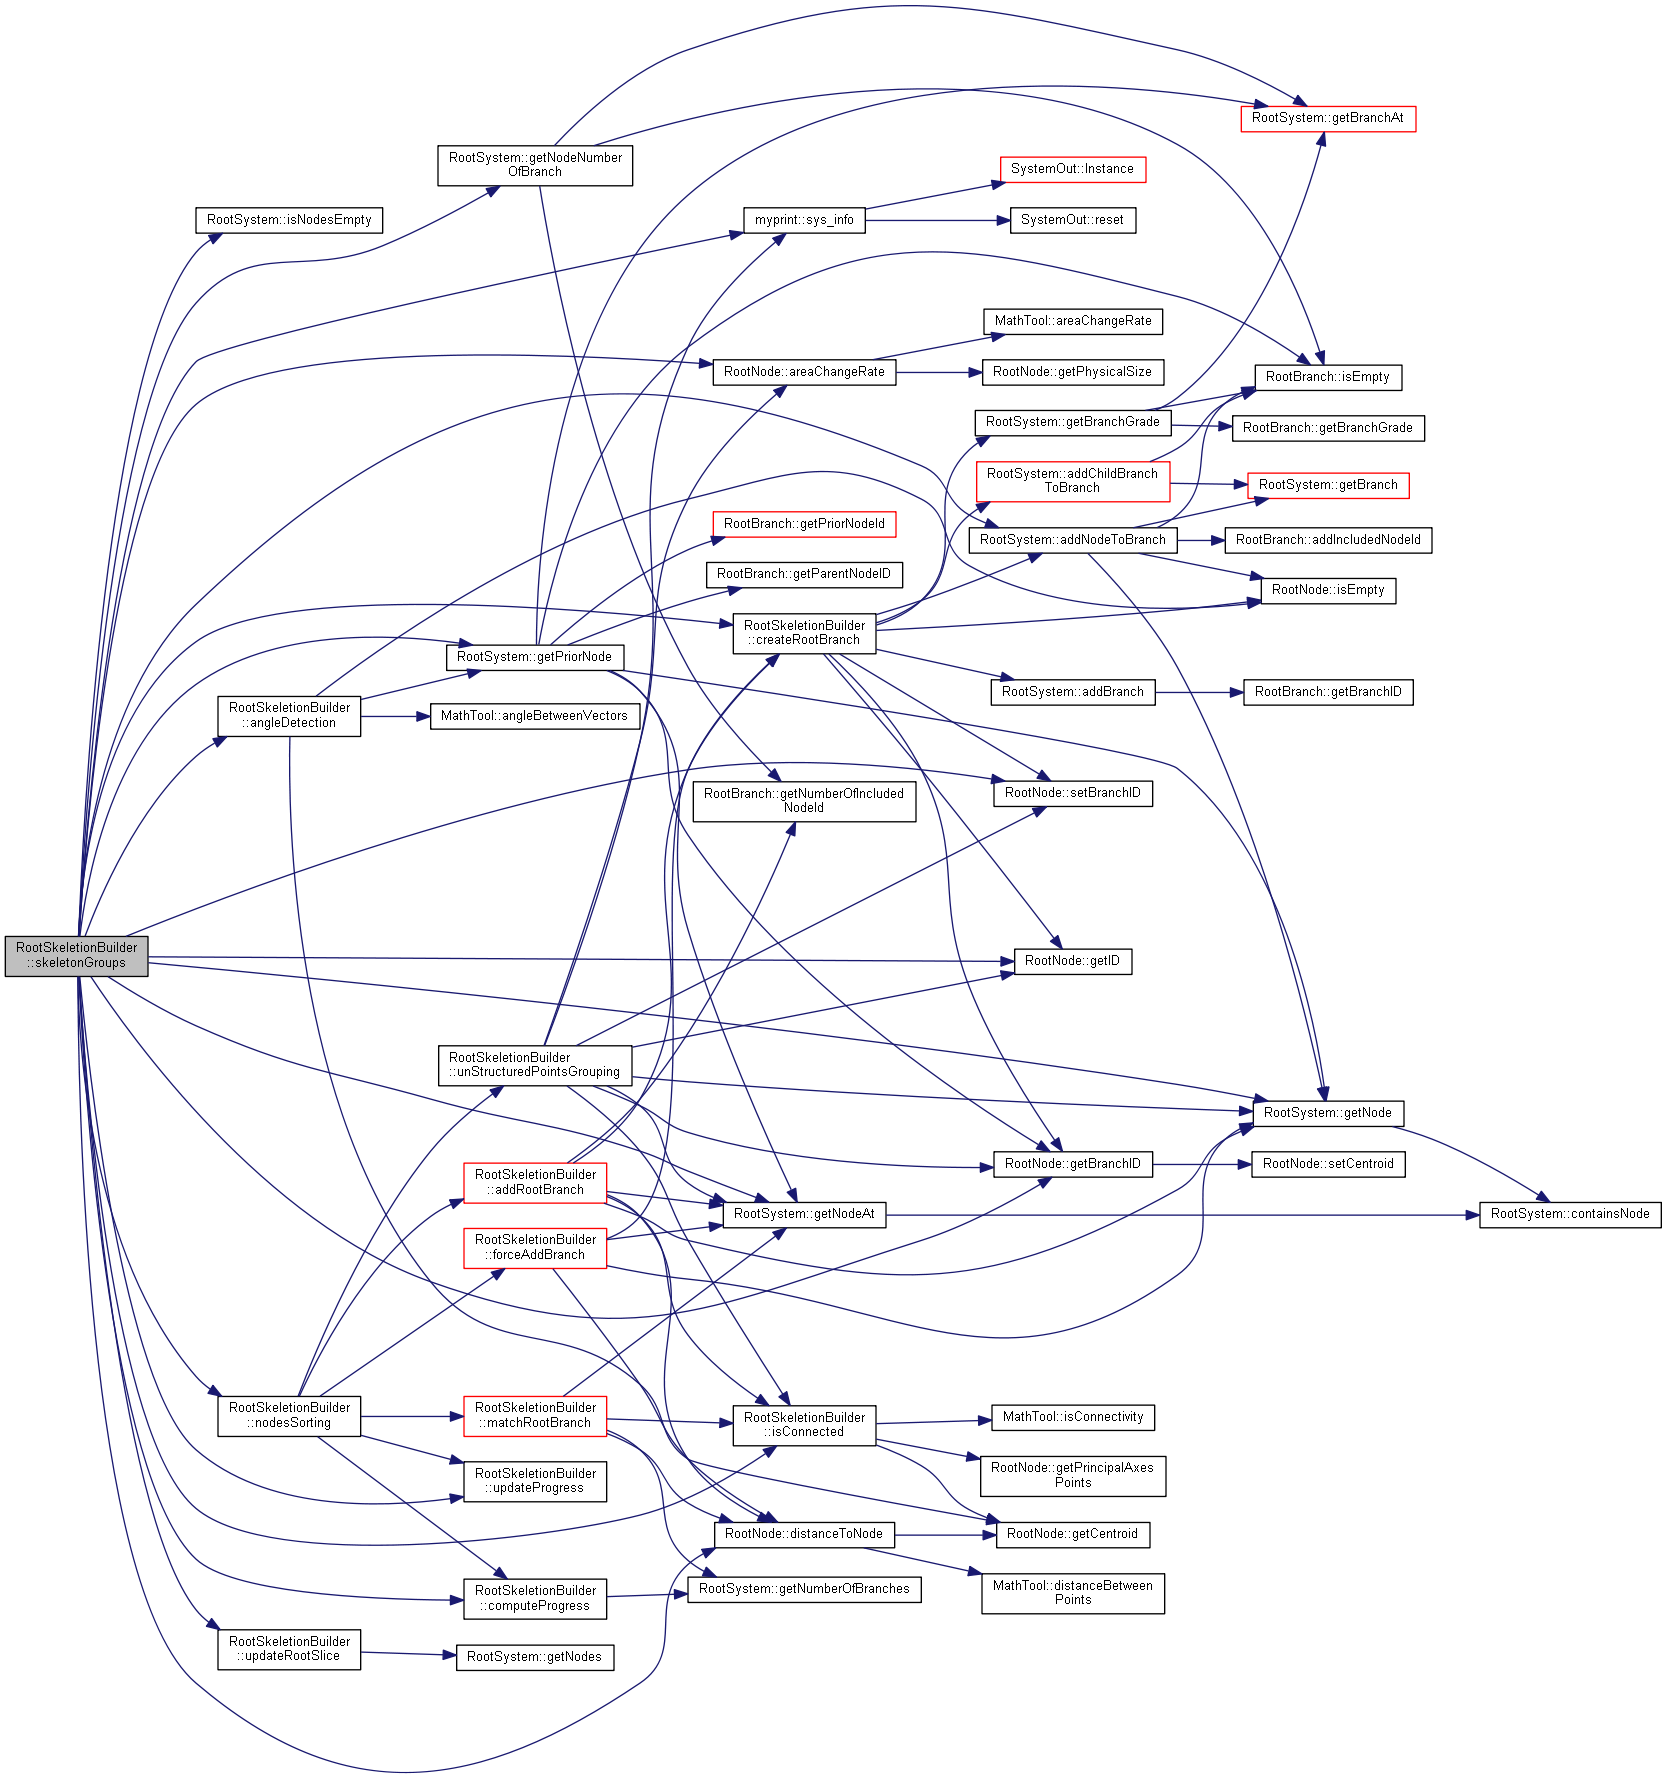 RootSystem::getBranchAt
RootSystem::getNodeNumber
OfBranch
SystemOut::Instance
RootSystem::isNodesEmpty
myprint::sys_info
SystemOut::reset
MathTool::areaChangeRate
RootNode::areaChangeRate
RootNode::getPhysicalSize
RootBranch::isEmpty
RootSystem::getBranchGrade
RootBranch::getBranchGrade
RootSystem::addChildBranch
ToBranch
RootSystem::getBranch
RootBranch::getPriorNodeId
RootSystem::addNodeToBranch
RootBranch::addIncludedNodeId
RootBranch::getParentNodeID
RootNode::isEmpty
RootSkeletionBuilder
::createRootBranch
RootSystem::getPriorNode
RootSystem::addBranch
RootBranch::getBranchID
RootSkeletionBuilder
::angleDetection
MathTool::angleBetweenVectors
RootBranch::getNumberOfIncluded
NodeId
RootNode::setBranchID
RootSkeletionBuilder
::skeletonGroups
RootNode::getID
RootSkeletionBuilder
::unStructuredPointsGrouping
RootSystem::getNode
RootNode::getBranchID
RootNode::setCentroid
RootSkeletionBuilder
::addRootBranch
RootSystem::getNodeAt
RootSystem::containsNode
RootSkeletionBuilder
::forceAddBranch
RootSkeletionBuilder
::nodesSorting
RootSkeletionBuilder
::matchRootBranch
RootSkeletionBuilder
::isConnected
MathTool::isConnectivity
RootSkeletionBuilder
::updateProgress
RootNode::getPrincipalAxes
Points
RootNode::distanceToNode
RootNode::getCentroid
RootSkeletionBuilder
::computeProgress
RootSystem::getNumberOfBranches
MathTool::distanceBetween
Points
RootSkeletionBuilder
::updateRootSlice
RootSystem::getNodes